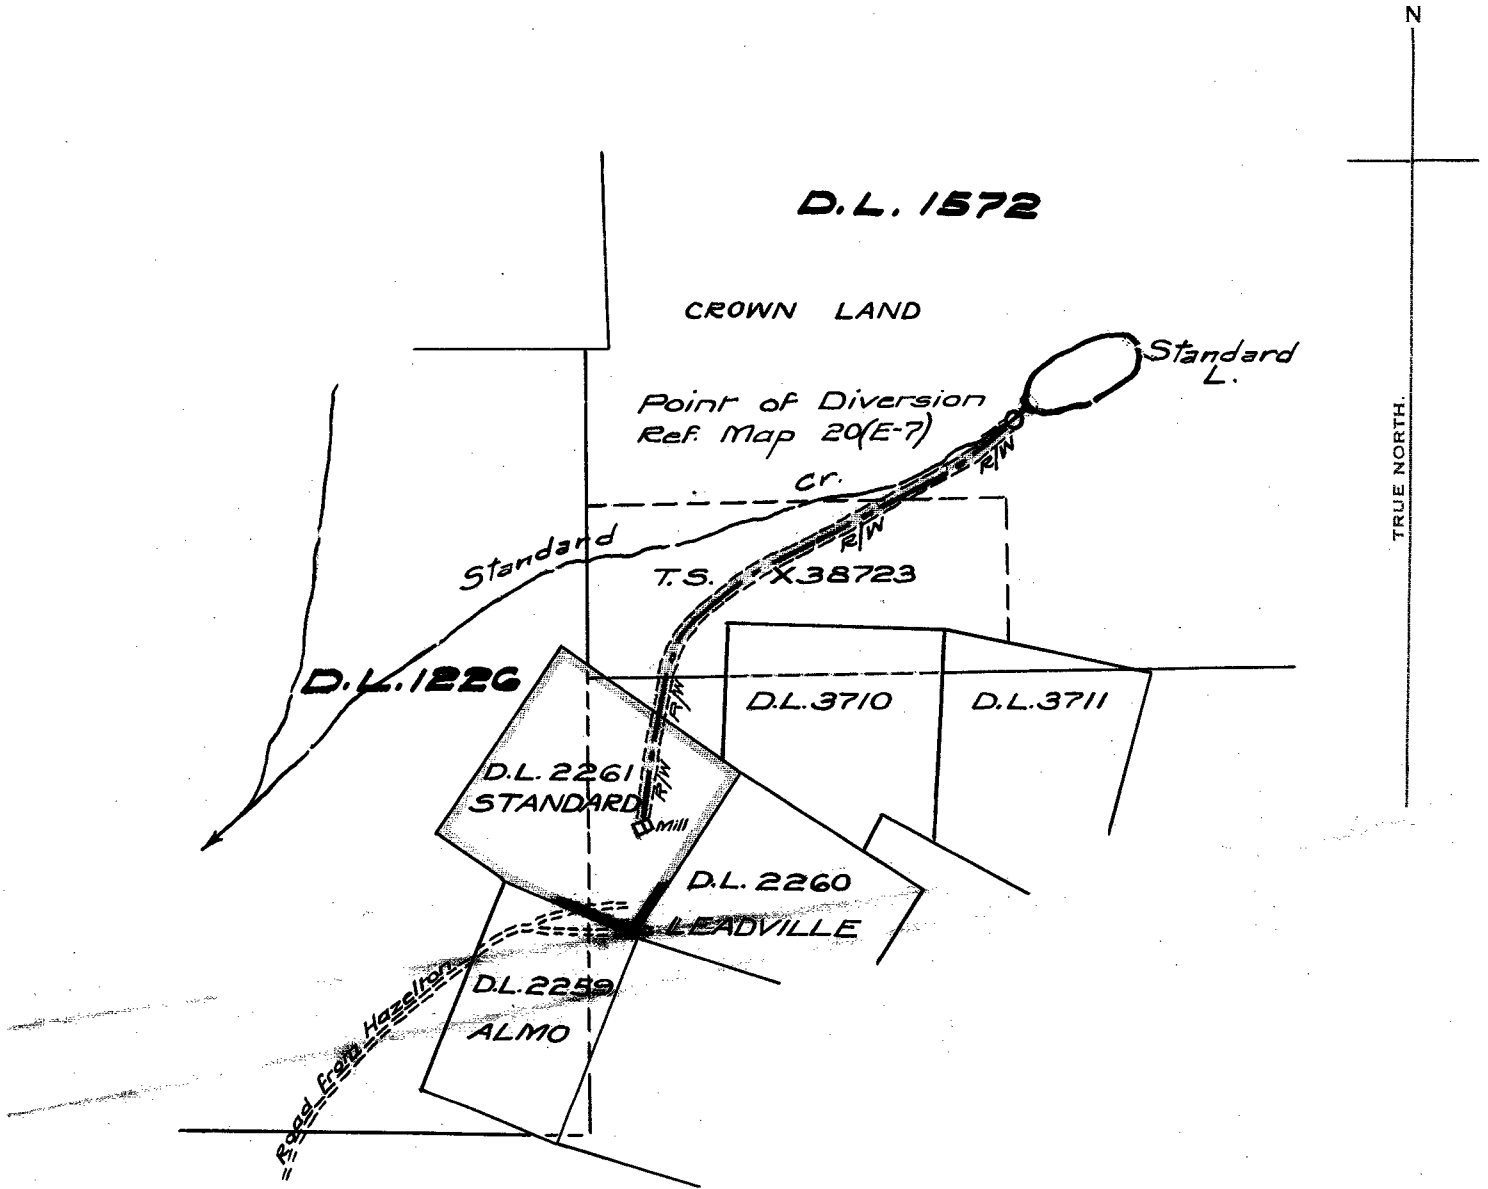 N
D.L. 1572
CROWN LAND
Standard
L.
Point of Diversion
Ref. Map 20(E-7)
R/W
Cr.
TRUE NORTH.
R/W
Standard
T.S. X38723
D.L. 1226
R/W
D.L. 3710
D.L. 3711
D.L. 2261
STANDARD
R/W
Mill
D.L. 2260
LEADVILLE
D.L. 2259
ALMO
Road from Hazelton